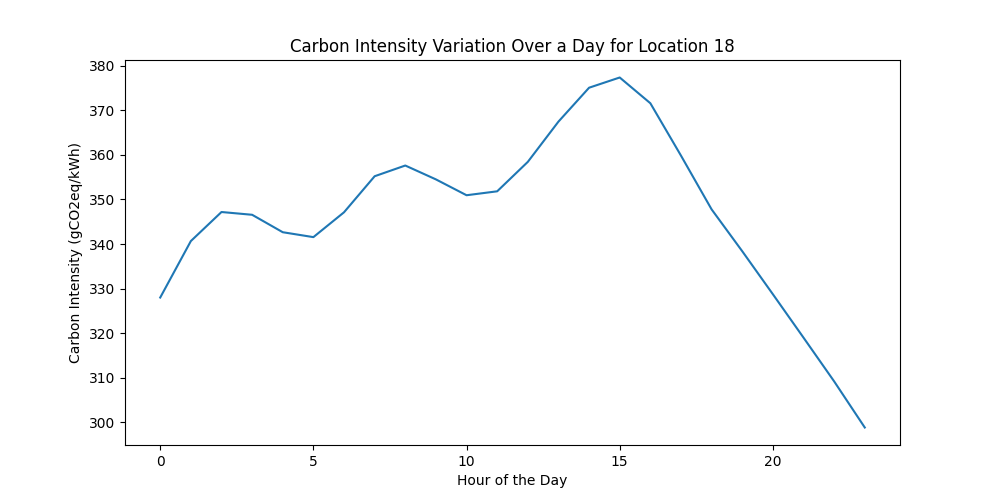 Carbon Intensity Variation Over a Day for Location 18
380
370
360
350
340
330
320
310
300
Carbon Intensity (gCO2eq/kWh)
0 5 10 15 20
Hour of the Day